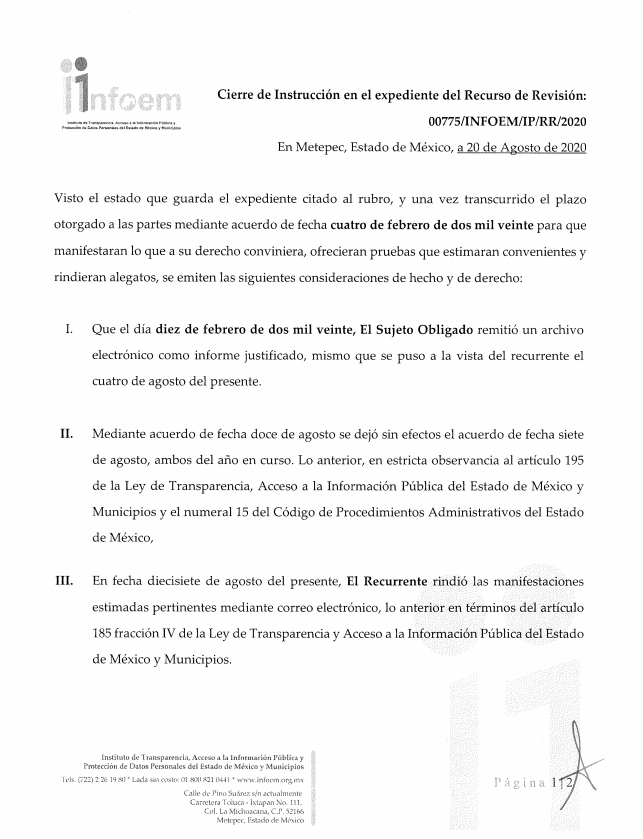 infoem
Instituto de Transparencia, Acceso a la Información Pública y
Protección de Datos Personales del Estado de México y Municipios
Cierre de Instrucción en el expediente del Recurso de Revisión:
00775/INFOEM/IP/RR/2020
En Metepec, Estado de México, a 20 de Agosto de 2020
Visto el estado que guarda el expediente citado al rubro, y una vez transcurrido el plazo
otorgado a las partes mediante acuerdo de fecha cuatro de febrero de dos mil veinte para que
manifestaran lo que a su derecho conviniera, ofrecieran pruebas que estimaran convenientes y
rindieran alegatos, se emiten las siguientes consideraciones de hecho y de derecho:
I. Que el día diez de febrero de dos mil veinte, El Sujeto Obligado remitió un archivo
electrónico como informe justificado, mismo que se puso a la vista del recurrente el
cuatro de agosto del presente.
II. Mediante acuerdo de fecha doce de agosto se dejó sin efectos el acuerdo de fecha siete
de agosto, ambos del año en curso. Lo anterior, en estricta observancia al artículo 195
de la Ley de Transparencia, Acceso a la Información Pública del Estado de México y
Municipios y el numeral 15 del Código de Procedimientos Administrativos del Estado
de México,
III. En fecha diecisiete de agosto del presente, El Recurrente rindió las manifestaciones
estimadas pertinentes mediante correo electrónico, lo anterior en términos del artículo
185 fracción IV de la Ley de Transparencia y Acceso a la Información Pública del Estado
de México y Municipios.
Instituto de Transparencia, Acceso a la Información Pública y
Protección de Datos Personales del Estado de México y Municipios
Tels. (722) 2 26 19 80 * Lada sin costo: 01 800 821 0441 * www.infoem.org.mx
Calle de Pino Suárez s/n actualmente
Carretera Toluca - Ixtapan No. 111,
Col. La Michoacana, C.P. 52166
Metepec, Estado de México
Página 1|2